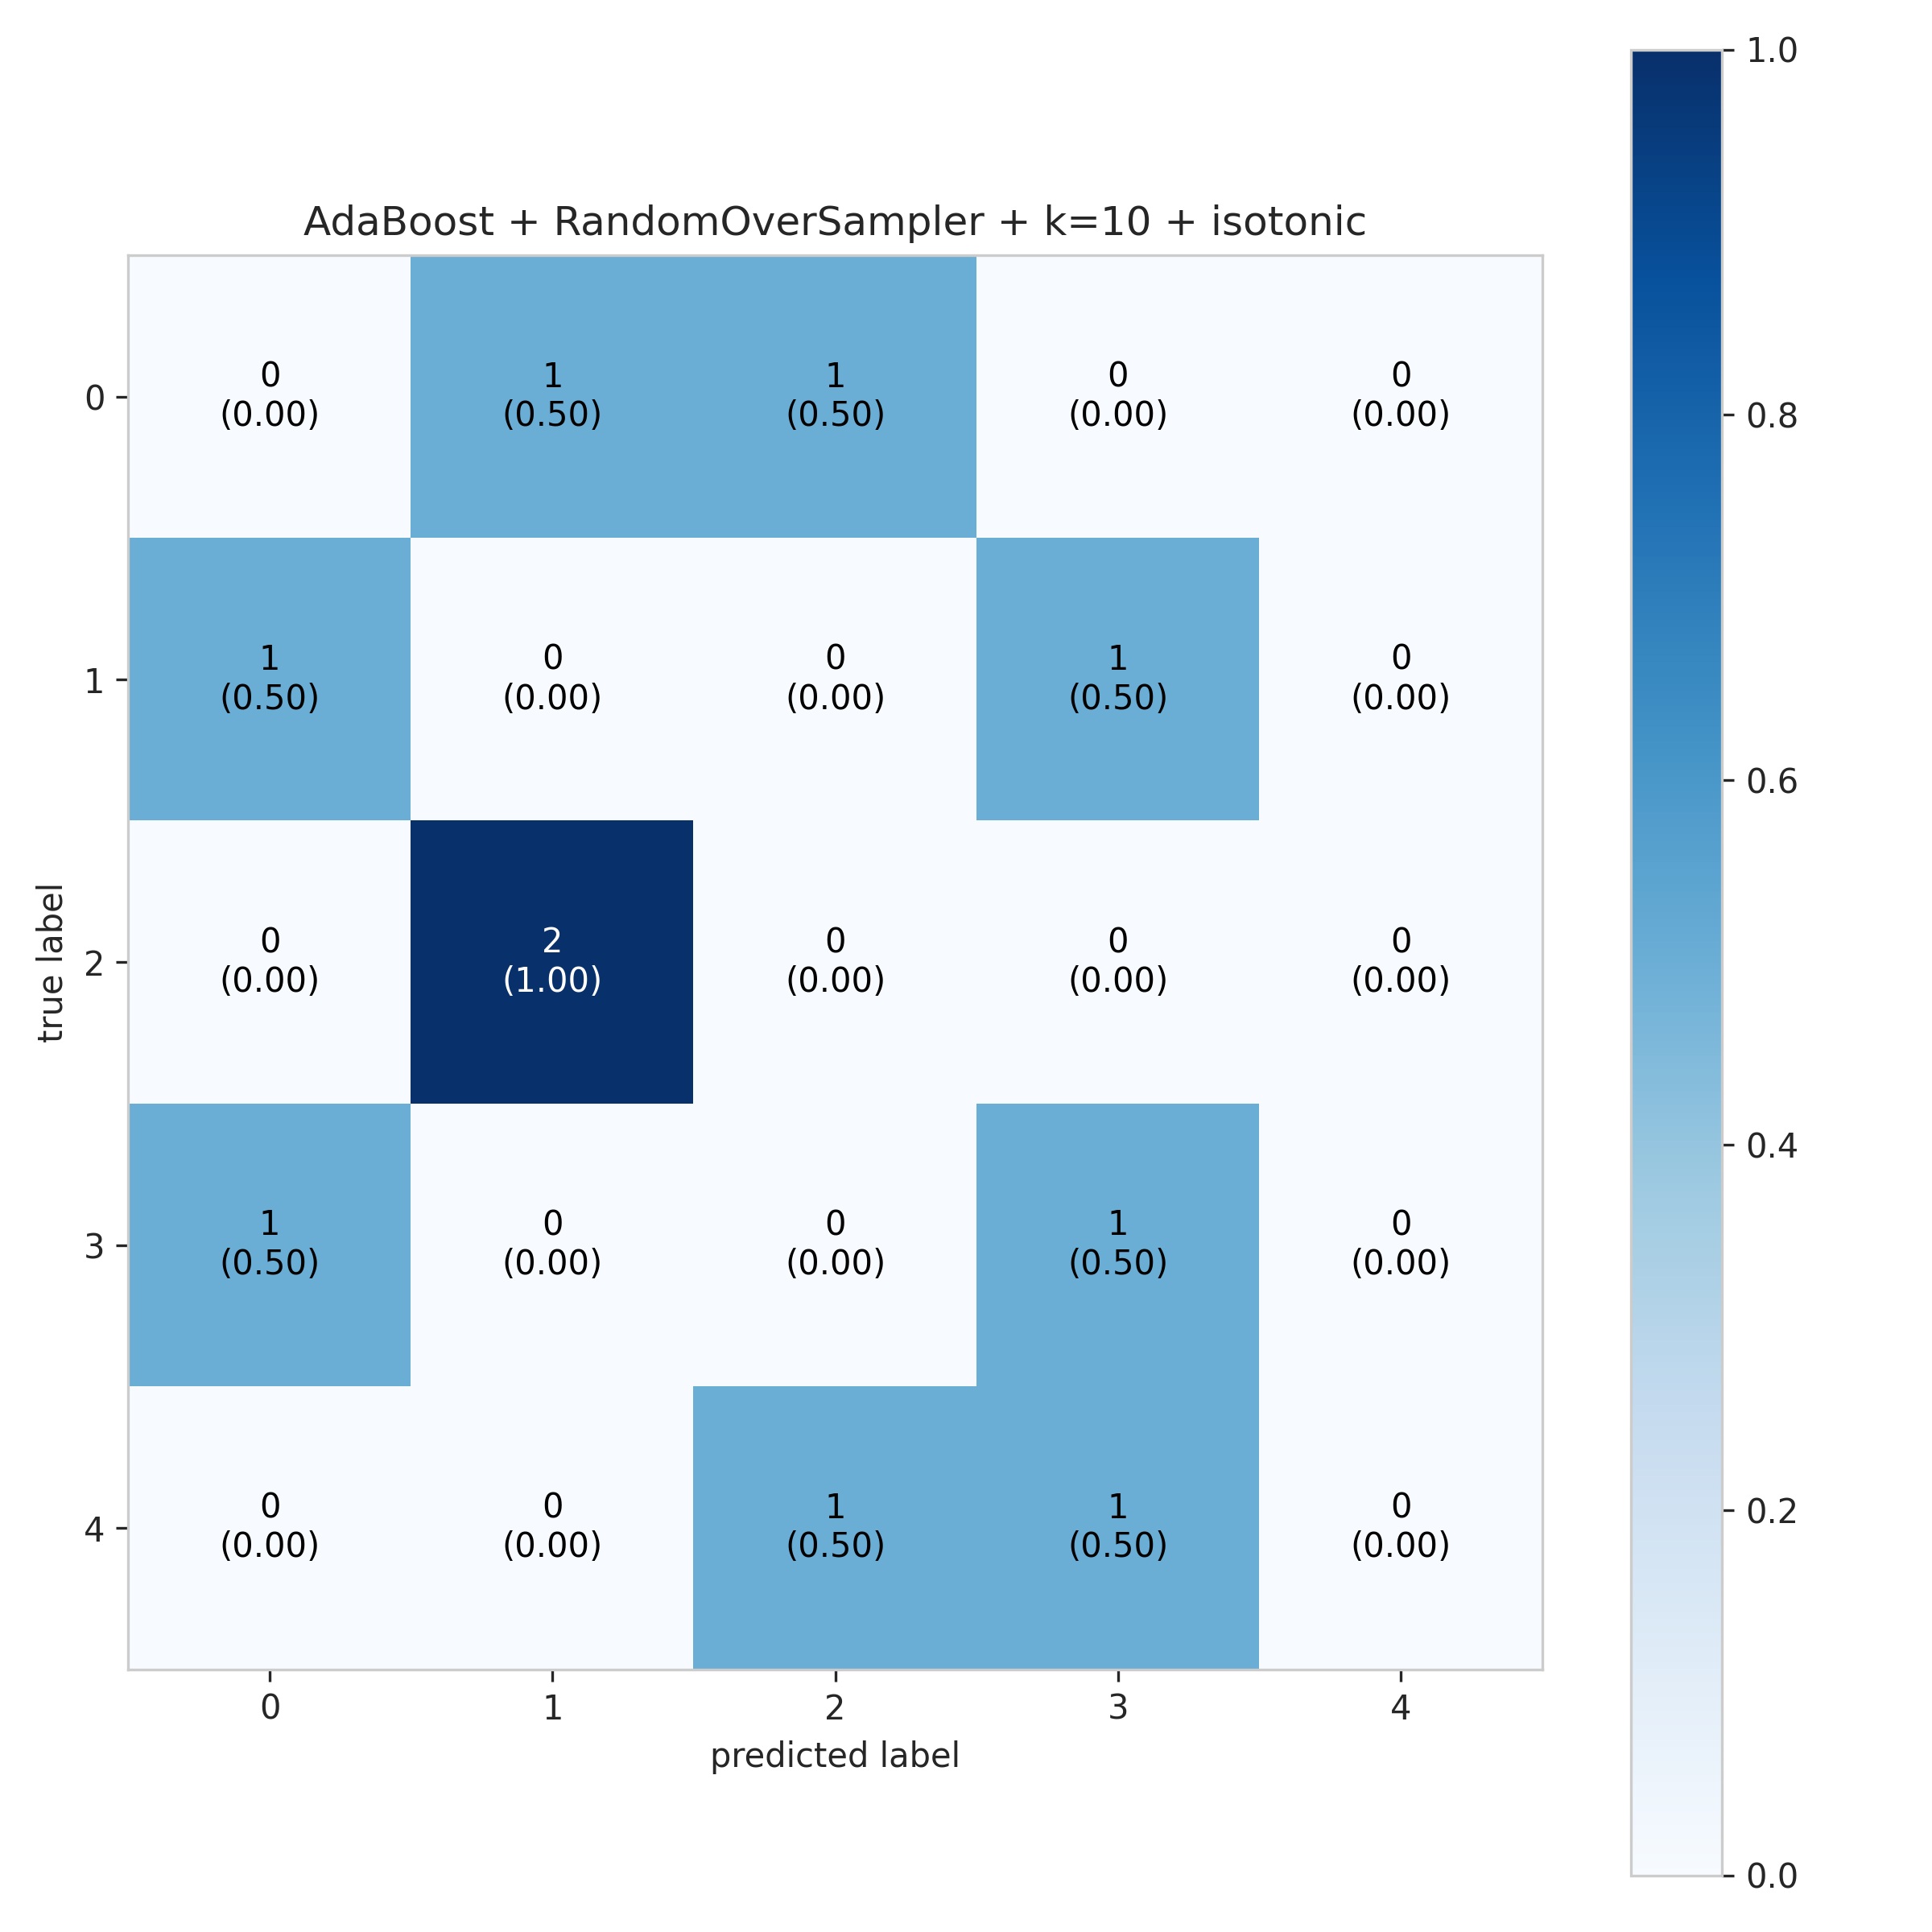 AdaBoost + RandomOverSampler + k=10 + isotonic
0 1 1 0 0
(0.00) (0.50) (0.50) (0.00) (0.00)
0
1 0 0 1 0
(0.50) (0.00) (0.00) (0.50) (0.00)
1
0 2 0 0 0
(0.00) (1.00) (0.00) (0.00) (0.00)
2
1 0 0 1 0
(0.50) (0.00) (0.00) (0.50) (0.00)
3
0 0 1 1 0
(0.00) (0.00) (0.50) (0.50) (0.00)
4
true label
0 1 2 3 4
predicted label
1.0
0.8
0.6
0.4
0.2
0.0